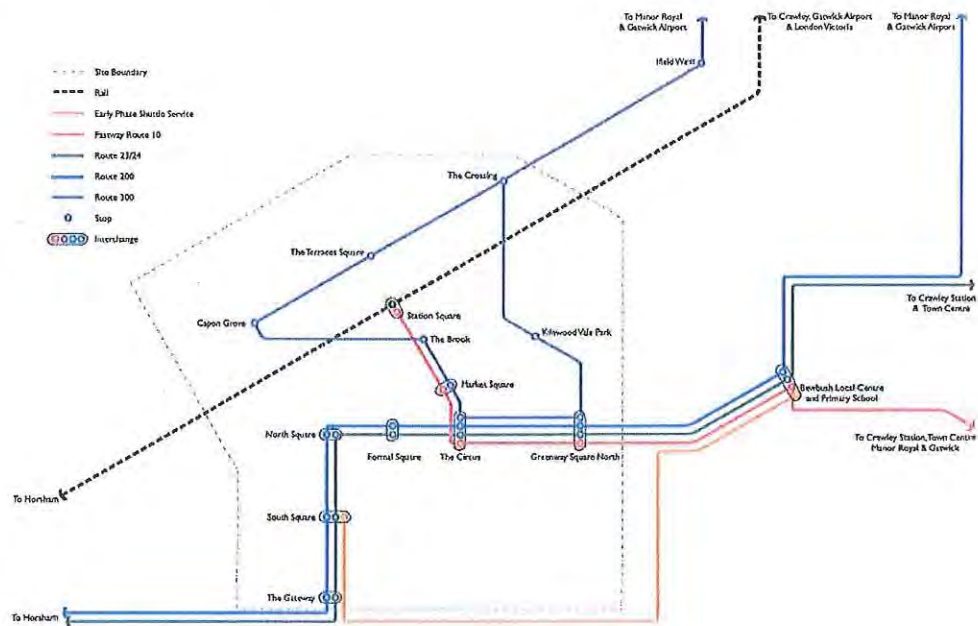 To Manor Royal
& Gatwick Airport
To Crawley, Gatwick Airport
& London Victoria
To Manor Royal
& Gatwick Airport
Ifield West
Site Boundary
Rail
Early Phase Shuttle Service
Fastway Route 10
Route 23/24
Route 200
Route 300
Stop
Interchange
The Crossing
The Terraces Square
Capon Grove
Station Square
The Brook
Kilnwood Vale Park
Market Square
To Crawley Station
& Town Centre
Bewbush Local Centre
and Primary School
North Square
Formal Square
The Circus
Greenway Square North
To Crawley Station, Town Centre
Manor Royal & Gatwick
To Horsham
South Square
The Gateway
To Horsham